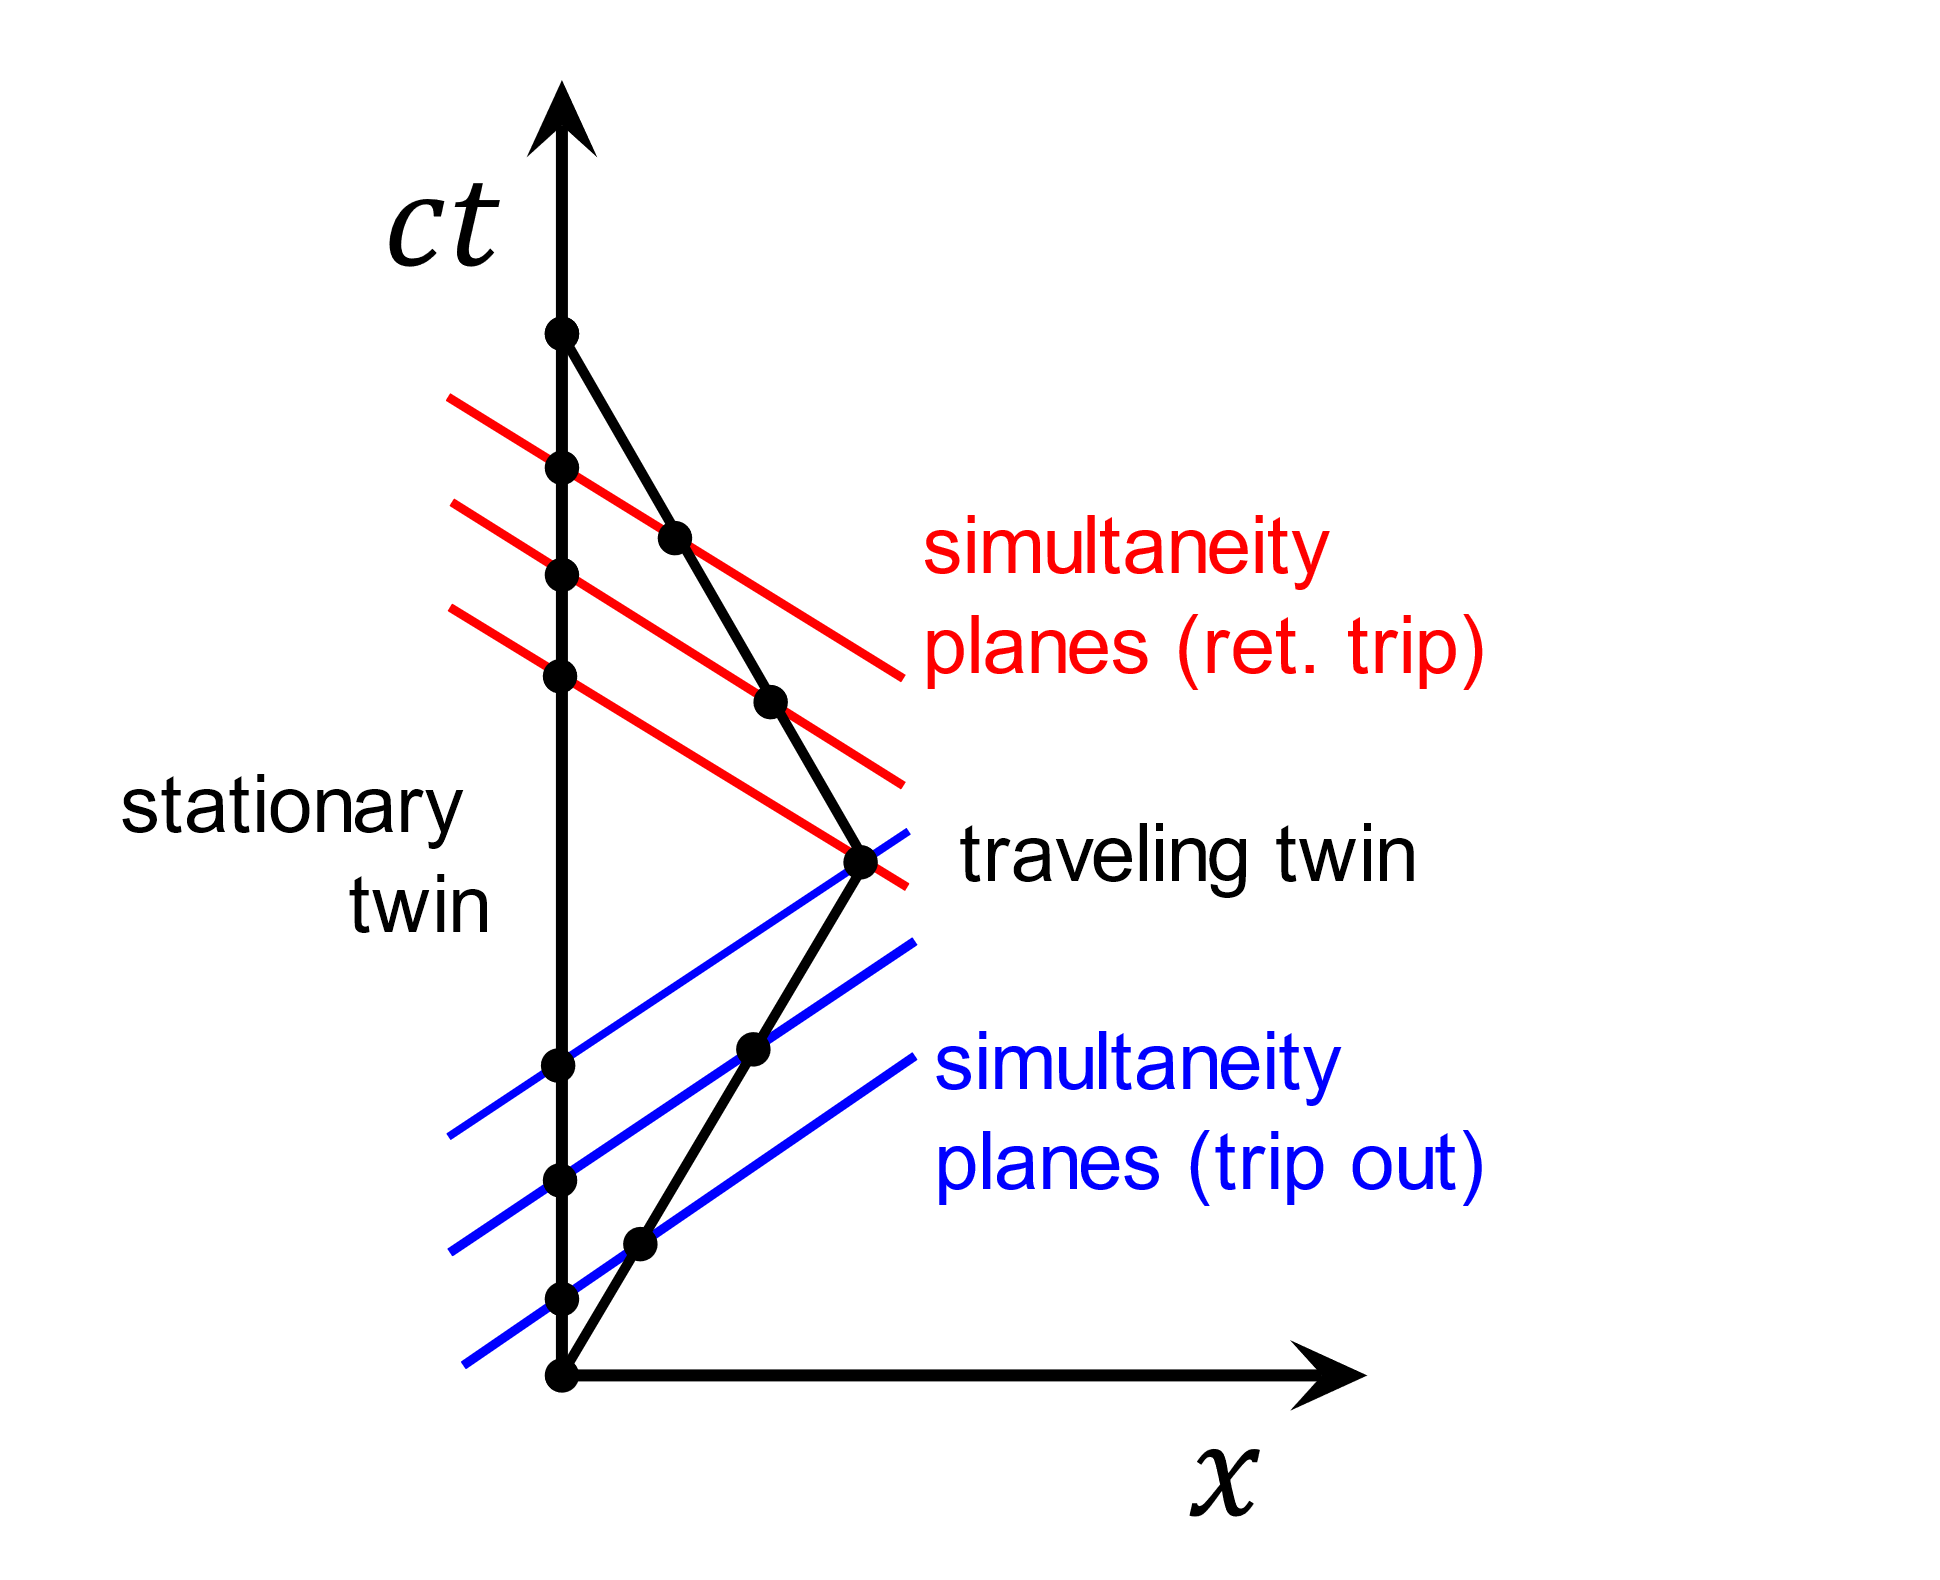 ct
simultaneity
planes (ret. trip)
stationary
twin
traveling twin
simultaneity
planes (trip out)
x